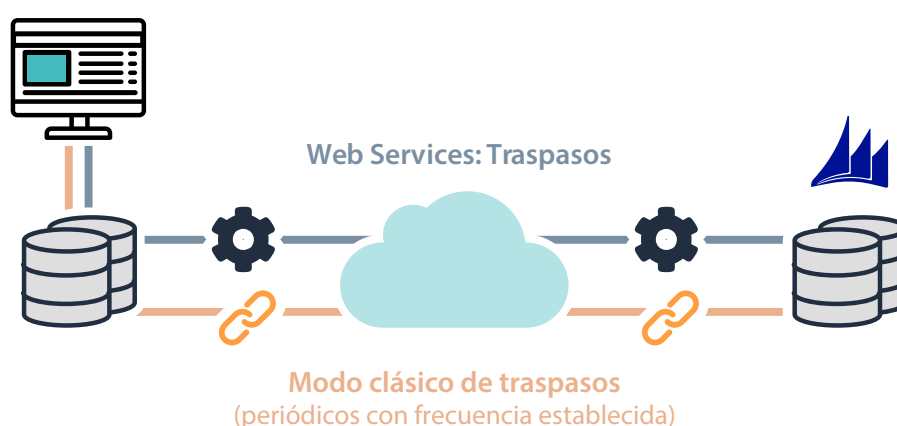 Web Services: Traspasos
Modo clásico de traspasos
(periódicos con frecuencia establecida)